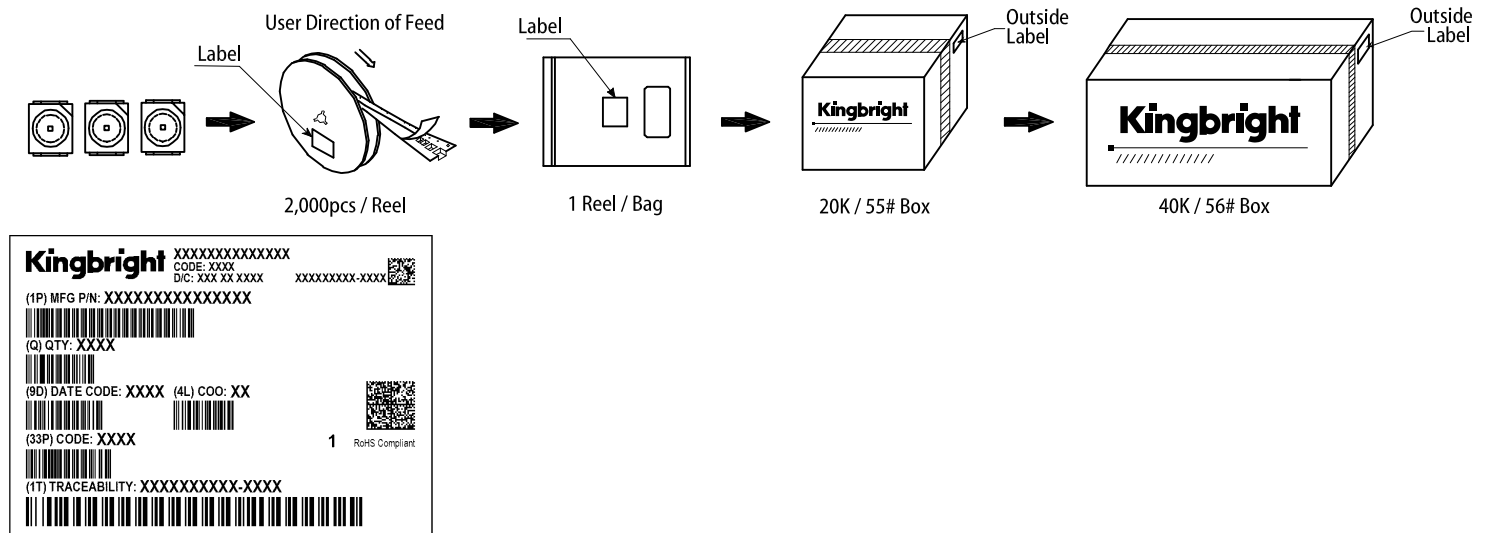 User Direction of Feed
Label
Label
Outside
Label
Outside
Label
Kingbright
Kingbright
2,000pcs / Reel
1 Reel / Bag
20K / 55# Box
40K / 56# Box
Kingbright XXXXXXXXXXXXXX
CODE: XXXX
D/C: XXX XX XXXX XXXXXXXXX-XXXX
(1P) MFG P/N: XXXXXXXXXXXXXXX
(Q) QTY: XXXX
(9D) DATE CODE: XXXX (4L) COO: XX
(33P) CODE: XXXX
1 RoHS Compliant
(1T) TRACEABILITY: XXXXXXXXXX-XXXX